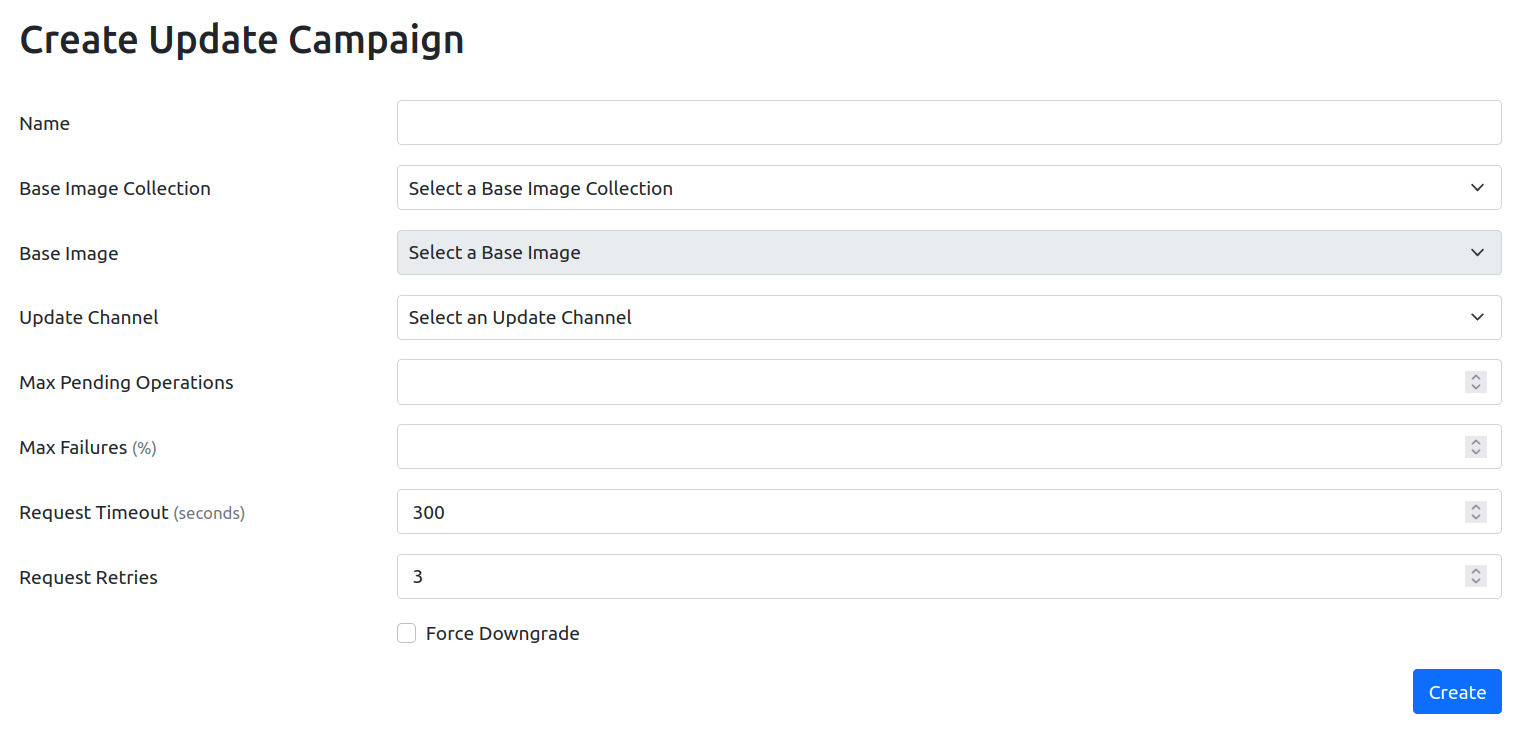 Create Update Campaign
Name
Base Image Collection Select a Base Image Collection
Base Image Select a Base Image
Update Channel Select an Update Channel
Max Pending Operations
Max Failures (%)
Request Timeout (seconds) 300
Request Retries 3
Force Downgrade
Create